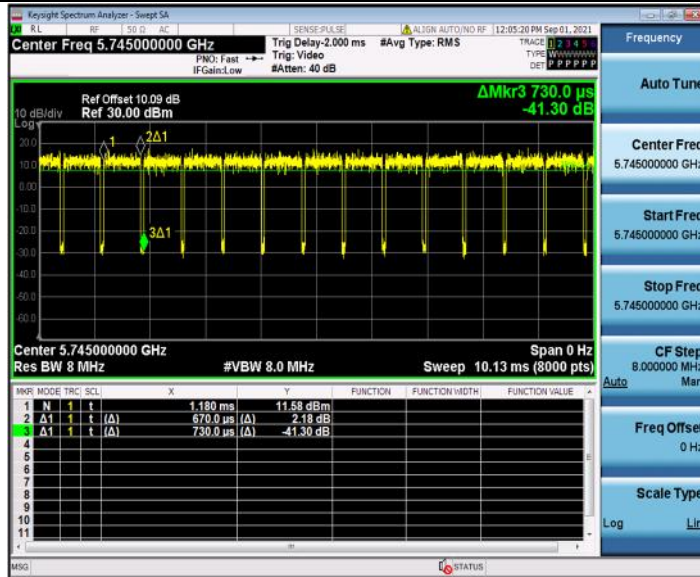 Keysight Spectrum Analyzer - Swept SA
RL RF 50 Ω AC SENSE:PULSE ALIGN AUTO/NO RF 12:05:20 PM Sep 01, 2021
Center Freq 5.745000000 GHz Trig Delay-2.000 ms #Avg Type: RMS TRACE 1 2 3 4 5 6
PNO: Fast Trig: Video TYPE WWWWWW
IFGain:Low #Atten: 40 dB DET P P P P P P
ΔMkr3 730.0 µs
-41.30 dB
Ref Offset 10.09 dB
10 dB/div Ref 30.00 dBm
Log
20.0
10.0
0.00
-10.0
-20.0
-30.0
-40.0
-50.0
-60.0
1
2Δ1
3Δ1
Center 5.745000000 GHz Span 0 Hz
Res BW 8 MHz #VBW 8.0 MHz Sweep 10.13 ms (8000 pts)
MKR MODE TRC SCL X Y FUNCTION FUNCTION WIDTH FUNCTION VALUE
1 N 1 t 1.180 ms 11.58 dBm
2 Δ1 1 t (Δ) 670.0 µs (Δ) 2.18 dB
3 Δ1 1 t (Δ) 730.0 µs (Δ) -41.30 dB
4
5
6
7
8
9
10
11
MSG STATUS
Frequency
Auto Tune
Center Freq
5.745000000 GHz
Start Freq
5.745000000 GHz
Stop Freq
5.745000000 GHz
CF Step
8.000000 MHz
Auto Man
Freq Offset
0 Hz
Scale Type
Log Lin